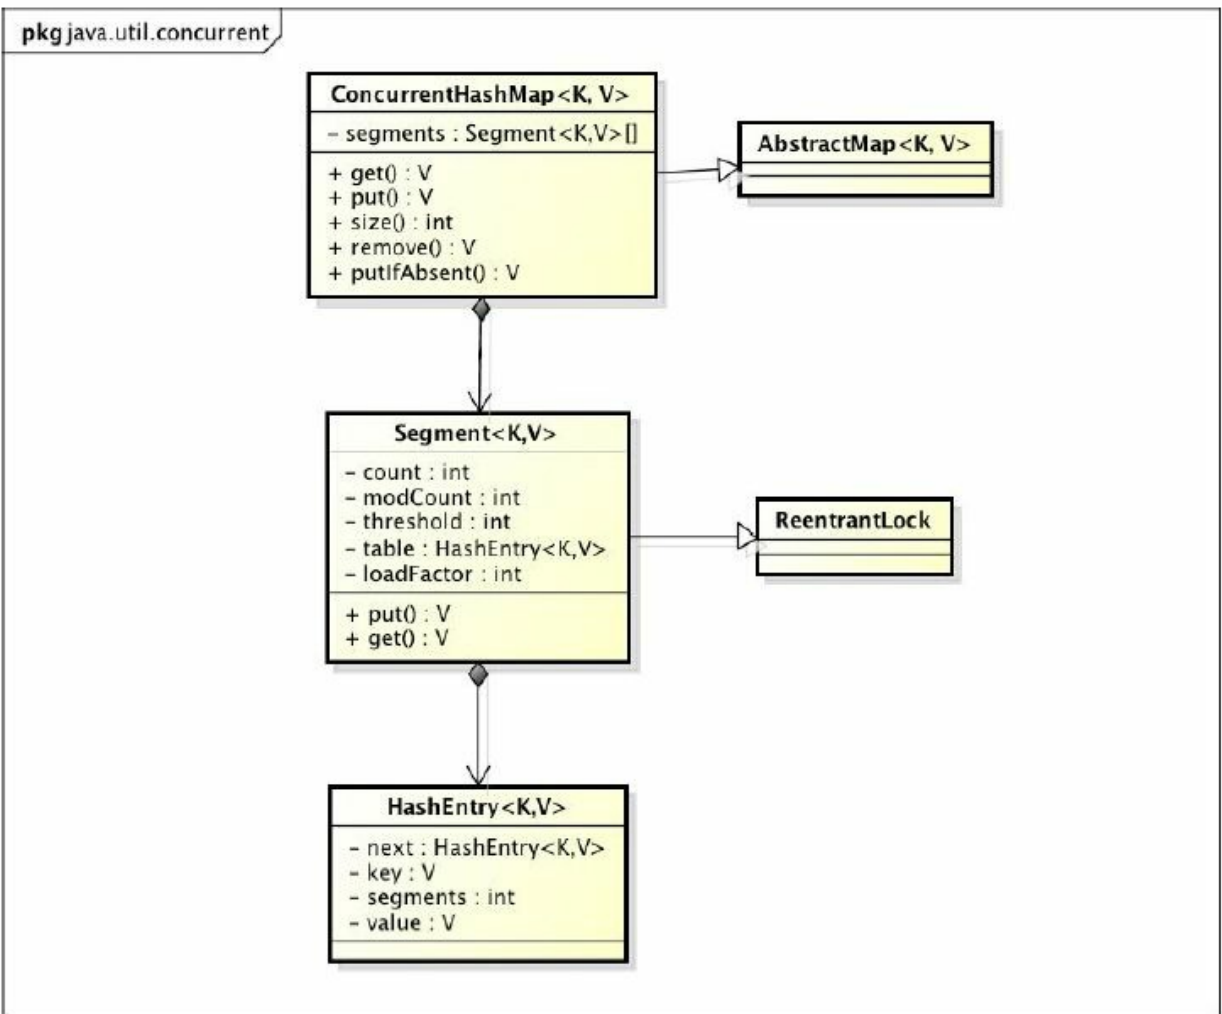 pkg java.util.concurrent
ConcurrentHashMap<K, V>
- segments : Segment<K,V>[]
+ get() : V
+ put() : V
+ size() : int
+ remove() : V
+ putIfAbsent() : V
AbstractMap<K, V>
Segment<K,V>
- count : int
- modCount : int
- threshold : int
- table : HashEntry<K,V>
- loadFactor : int
+ put() : V
+ get() : V
ReentrantLock
HashEntry<K,V>
- next : HashEntry<K,V>
- key : V
- segments : int
- value : V